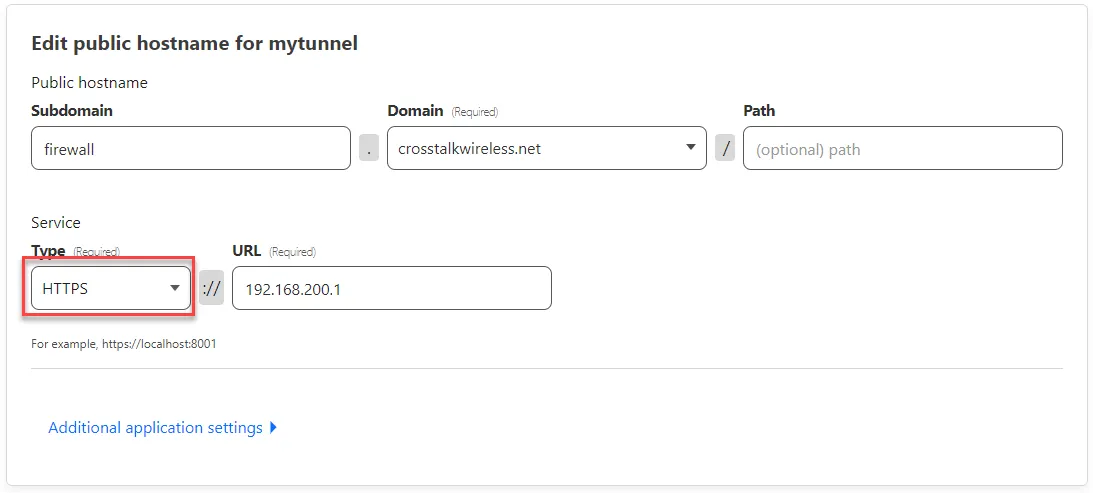 Edit public hostname for mytunnel
Public hostname
Subdomain Domain (Required) Path
firewall . crosstalkwireless.net / (optional) path
Service
Type (Required) URL (Required)
HTTPS :// 192.168.200.1
For example, https://localhost:8001
Additional application settings